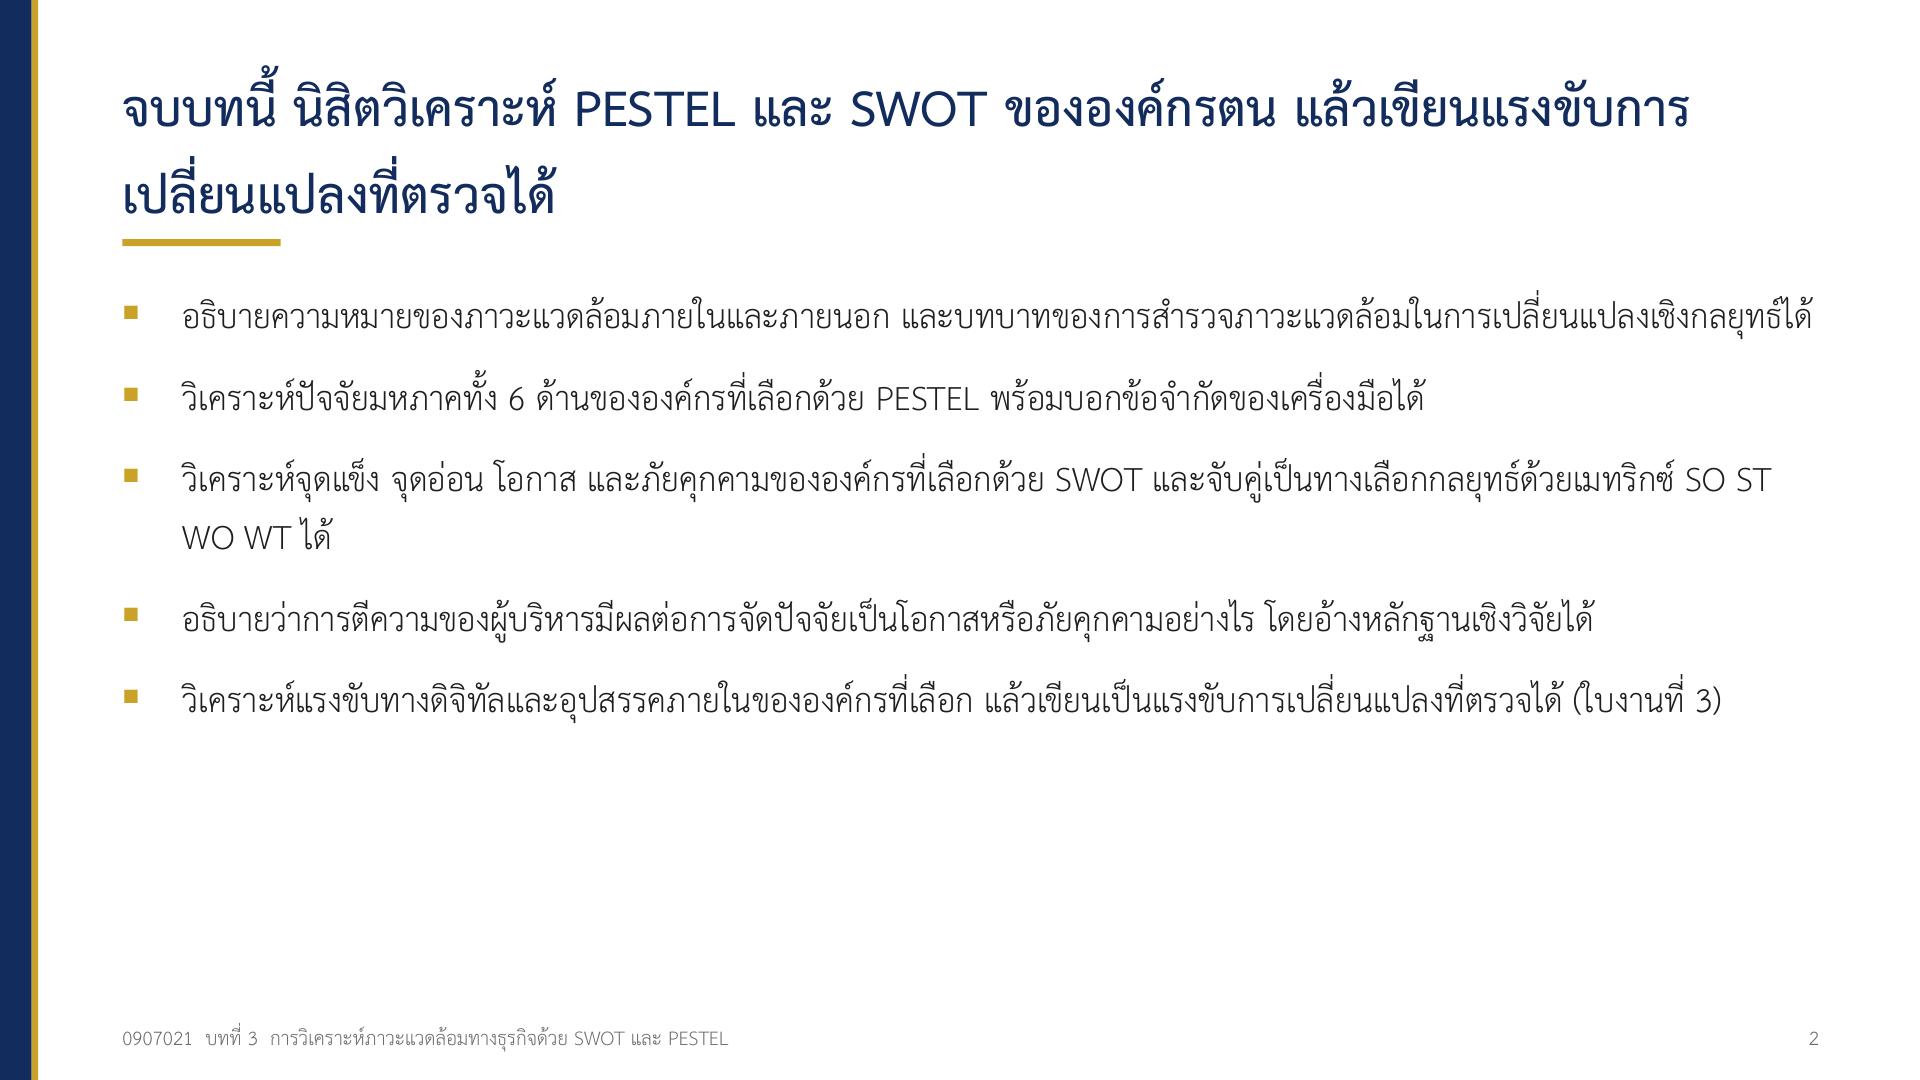 จบบทนี้ นิสิตวิเคราะห์ PESTEL และ SWOT ขององค์กรตน แล้วเขียนแรงขับการ
เปลี่ยนแปลงที่ตรวจได้
อธิบายความหมายของภาวะแวดล้อมภายในและภายนอก และบทบาทของการสำรวจภาวะแวดล้อมในการเปลี่ยนแปลงเชิงกลยุทธ์ได้
วิเคราะห์ปัจจัยมหภาคทั้ง 6 ด้านขององค์กรที่เลือกด้วย PESTEL พร้อมบอกข้อจำกัดของเครื่องมือได้
วิเคราะห์จุดแข็ง จุดอ่อน โอกาส และภัยคุกคามขององค์กรที่เลือกด้วย SWOT และจับคู่เป็นทางเลือกกลยุทธ์ด้วยเมทริกซ์ SO ST
WO WT ได้
อธิบายว่าการตีความของผู้บริหารมีผลต่อการจัดปัจจัยเป็นโอกาสหรือภัยคุกคามอย่างไร โดยอ้างหลักฐานเชิงวิจัยได้
วิเคราะห์แรงขับทางดิจิทัลและอุปสรรคภายในขององค์กรที่เลือก แล้วเขียนเป็นแรงขับการเปลี่ยนแปลงที่ตรวจได้ (ใบงานที่ 3)
0907021 บทที่ 3 การวิเคราะห์ภาวะแวดล้อมทางธุรกิจด้วย SWOT และ PESTEL
2